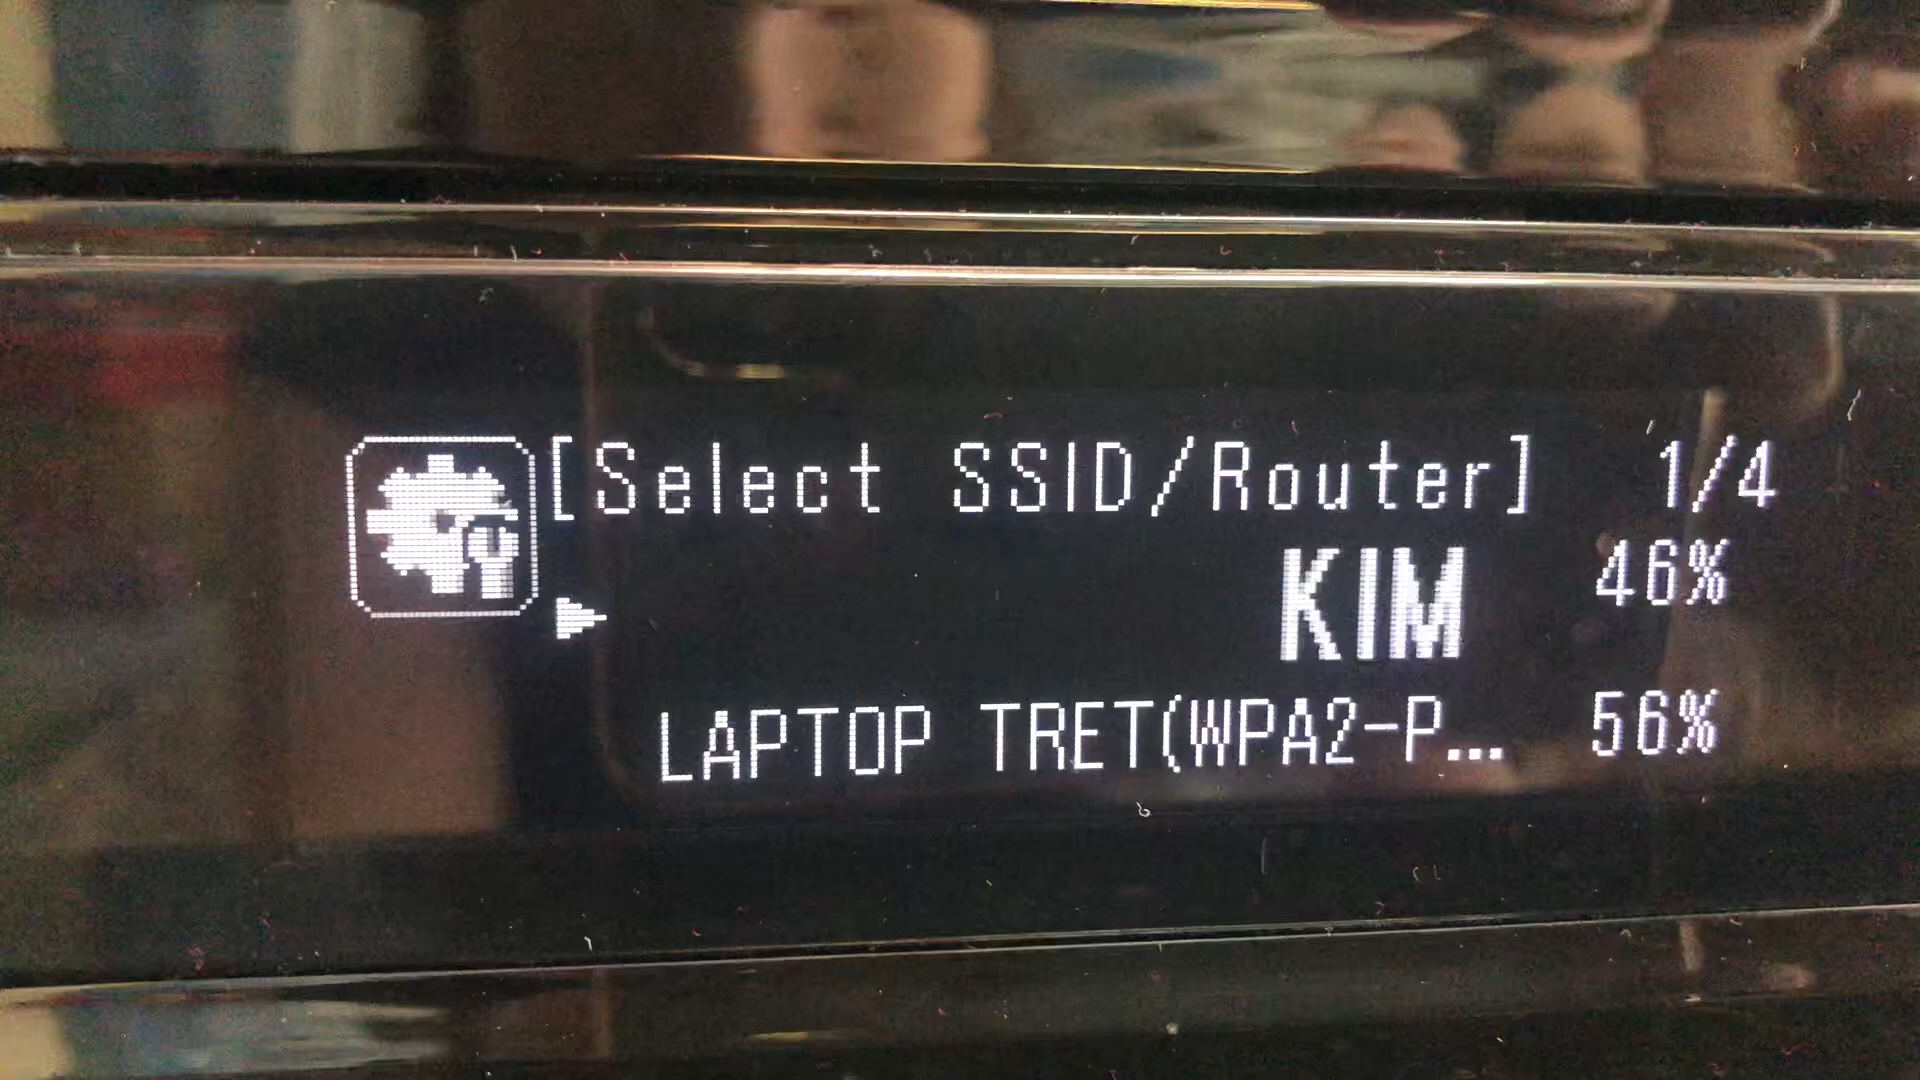 [Select SSID/Router] 1/4
KIM 46%
LAPTOP TRET(WPA2-P... 56%